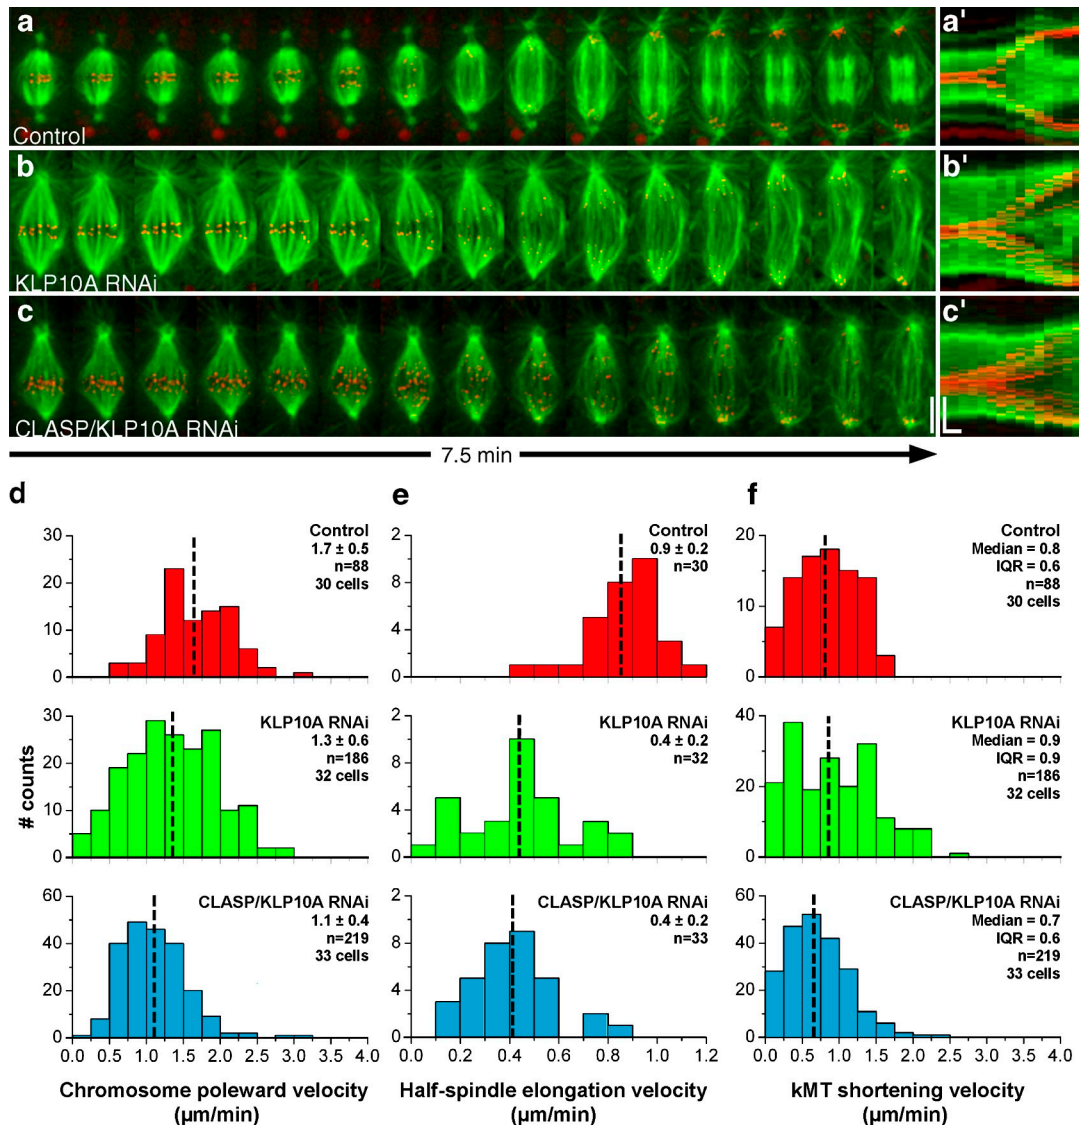 a
a'
Control
b
b'
KLP10A RNAi
c
c'
CLASP/KLP10A RNAi
7.5 min
d
e
f
30
20
10
0
Control
1.7 ± 0.5
n=88
30 cells
2
8
4
0
Control
0.9 ± 0.2
n=30
20
10
0
Control
Median = 0.8
IQR = 0.6
n=88
30 cells
# counts
30
20
10
0
KLP10A RNAi
1.3 ± 0.6
n=186
32 cells
2
8
4
0
KLP10A RNAi
0.4 ± 0.2
n=32
40
20
0
KLP10A RNAi
Median = 0.9
IQR = 0.9
n=186
32 cells
60
40
20
0
CLASP/KLP10A RNAi
1.1 ± 0.4
n=219
33 cells
2
8
4
0
CLASP/KLP10A RNAi
0.4 ± 0.2
n=33
60
40
20
0
CLASP/KLP10A RNAi
Median = 0.7
IQR = 0.6
n=219
33 cells
0.0 0.5 1.0 1.5 2.0 2.5 3.0 3.5 4.0
0.2 0.4 0.6 0.8 1.0 1.2
0.0 0.5 1.0 1.5 2.0 2.5 3.0 3.5 4.0
Chromosome poleward velocity
(µm/min)
Half-spindle elongation velocity
(µm/min)
kMT shortening velocity
(µm/min)